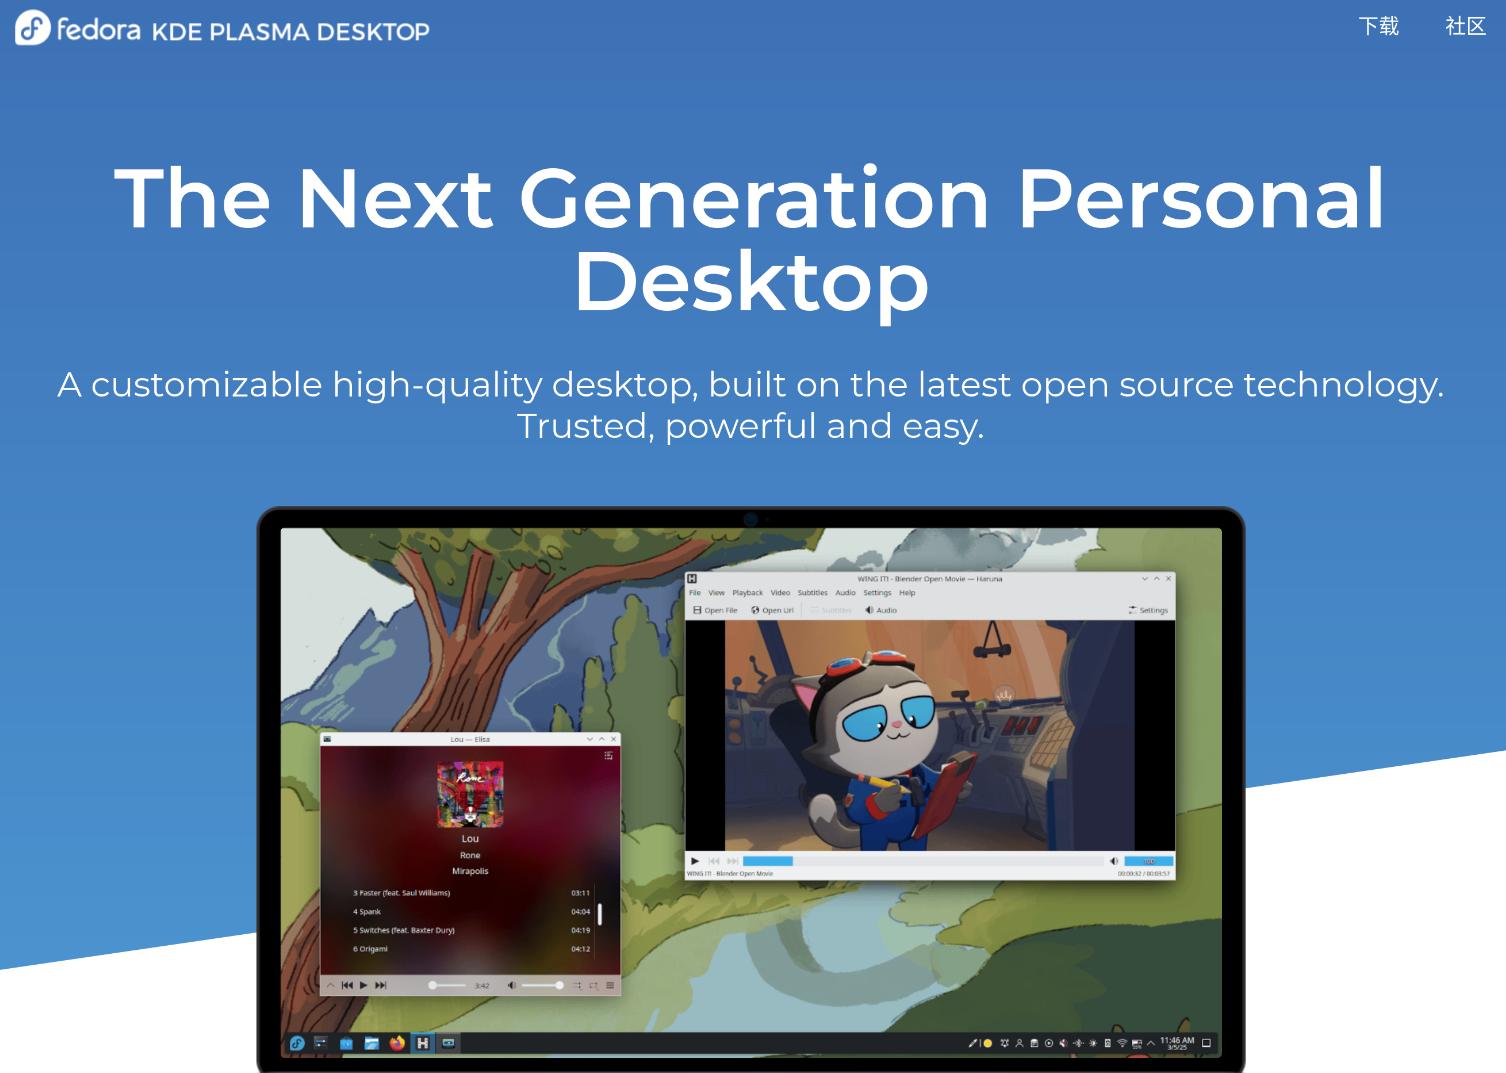 fedora KDE PLASMA DESKTOP
下载 社区
The Next Generation Personal
Desktop
A customizable high-quality desktop, built on the latest open source technology.
Trusted, powerful and easy.
WING IT! - Blender Open Movie — Haruna
File View Playback Video Subtitles Audio Settings Help
Open File Open Url Subtitles Audio Settings
WING IT! - Blender Open Movie 00:00:32 / 00:03:57
100
Lou — Elisa
Rone
Lou
Rone
Mirapolis
3 Faster (feat. Saul Williams) 03:11
4 Spank 04:04
5 Switches (feat. Baxter Dury) 04:19
6 Origami 04:12
3:42
11:46 AM
3/5/25